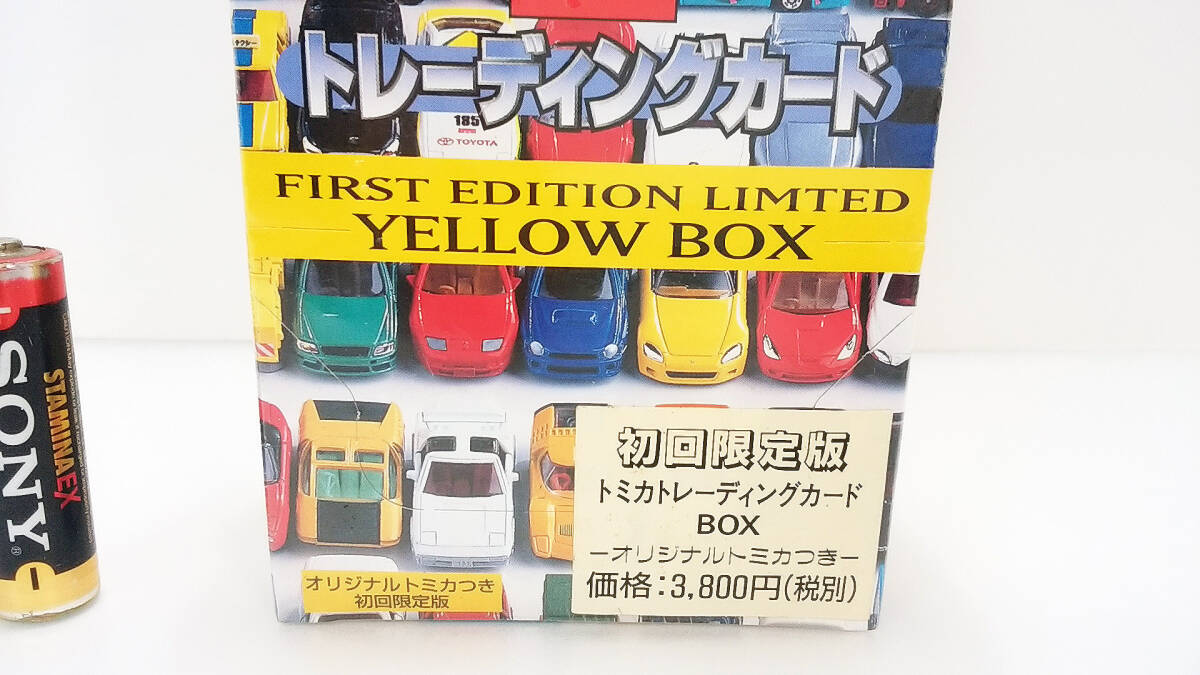 トレーディングカード
185
TOYOTA
FIRST EDITION LIMTED
YELLOW BOX
初回限定版
トミカトレーディングカード
BOX
ーオリジナルトミカつきー
価格:3,800円(税別)
オリジナルトミカつき
初回限定版
SONY
STAMINA EX